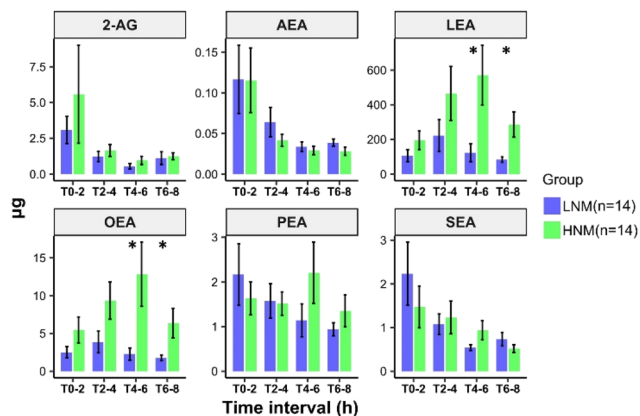 2-AG
AEA
LEA
7.5
5.0
2.5
0.0
0.15
0.10
0.05
0.00
600
400
200
0
*
*
T0-2 T2-4 T4-6 T6-8
T0-2 T2-4 T4-6 T6-8
T0-2 T2-4 T4-6 T6-8
µg
Group
LNM(n=14)
HNM(n=14)
OEA
PEA
SEA
15
10
5
0
*
*
3
2
1
0
3
2
1
0
T0-2 T2-4 T4-6 T6-8
T0-2 T2-4 T4-6 T6-8
T0-2 T2-4 T4-6 T6-8
Time interval (h)